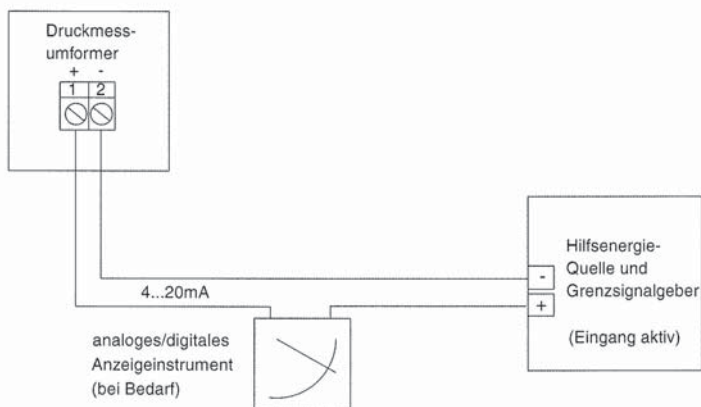 Druckmess-
umformer
+ -
1 2
4...20mA
analoges/digitales
Anzeigeinstrument
(bei Bedarf)
-
+
Hilfsenergie-
Quelle und
Grenzsignalgeber
(Eingang aktiv)